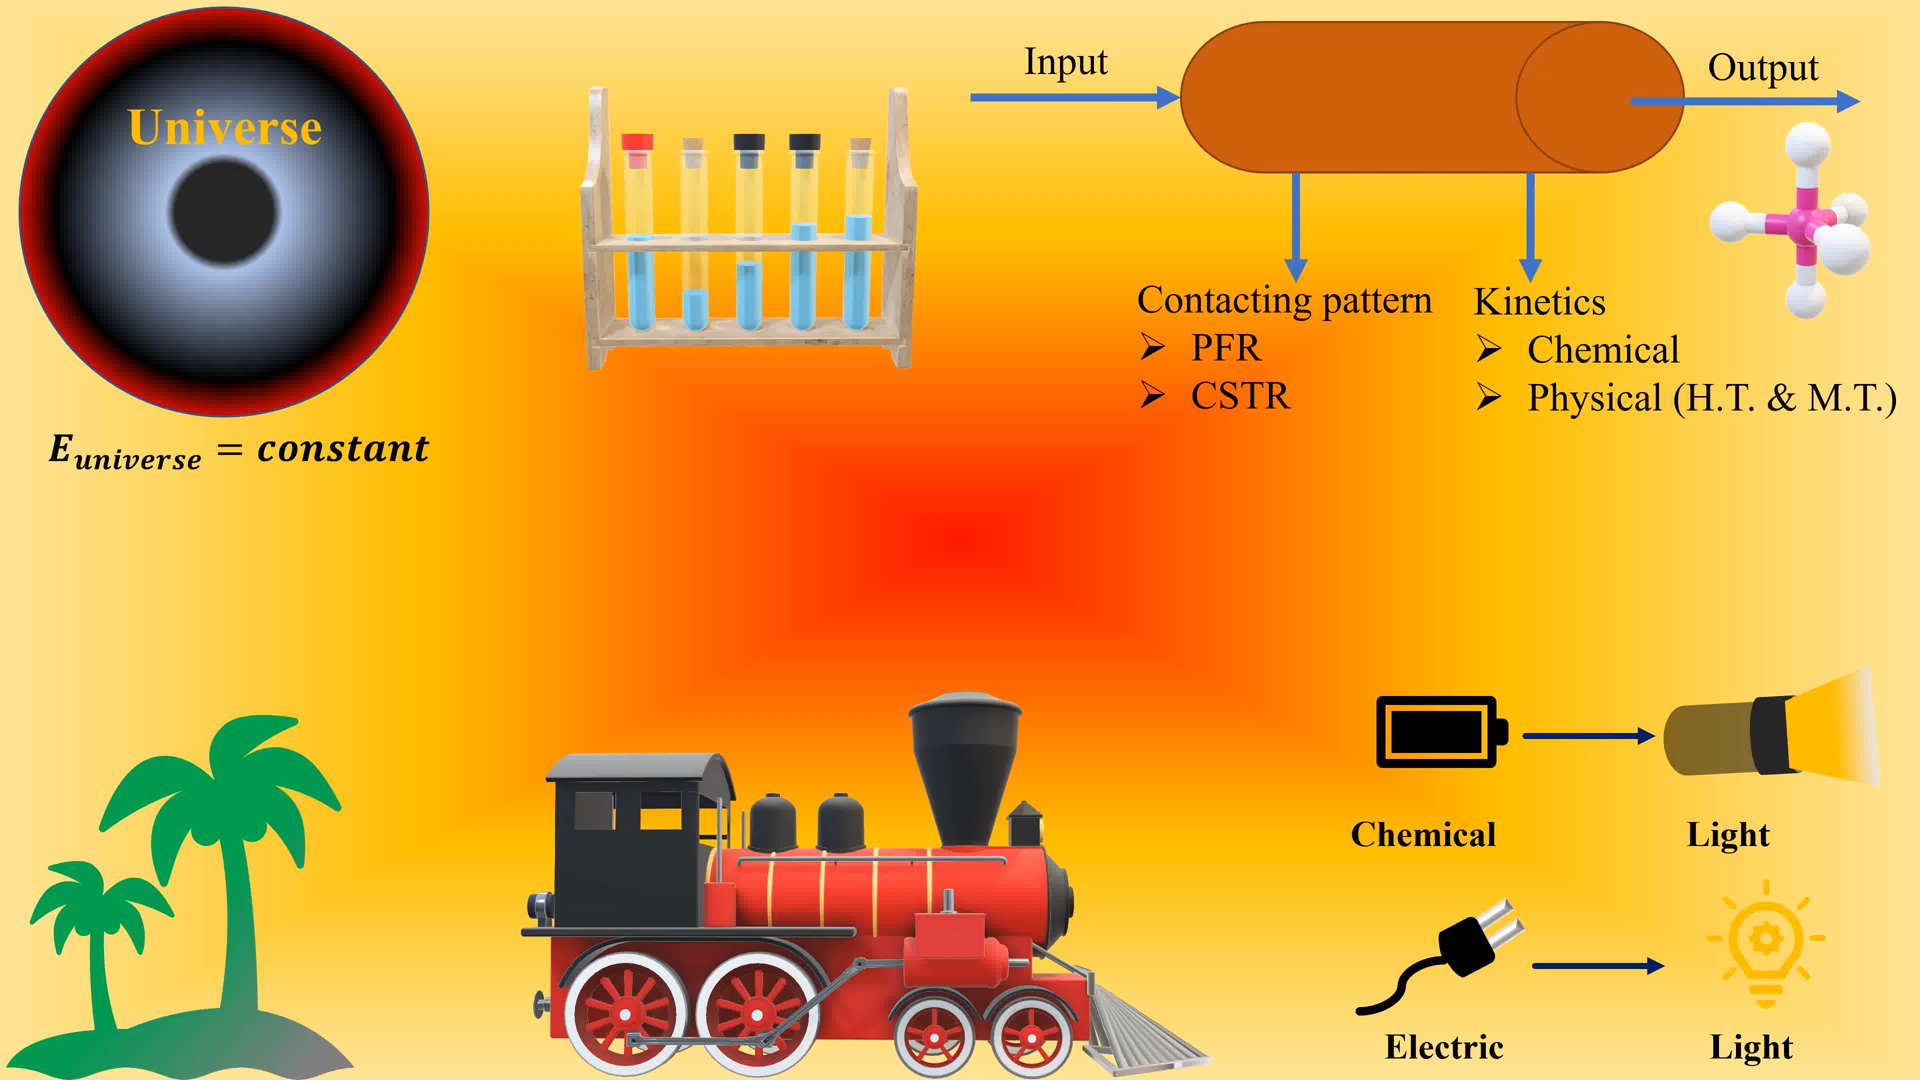 Universe
E_universe = constant
Input
Output
Contacting pattern
➢ PFR
➢ CSTR
Kinetics
➢ Chemical
➢ Physical (H.T. & M.T.)
Chemical
Light
Electric
Light